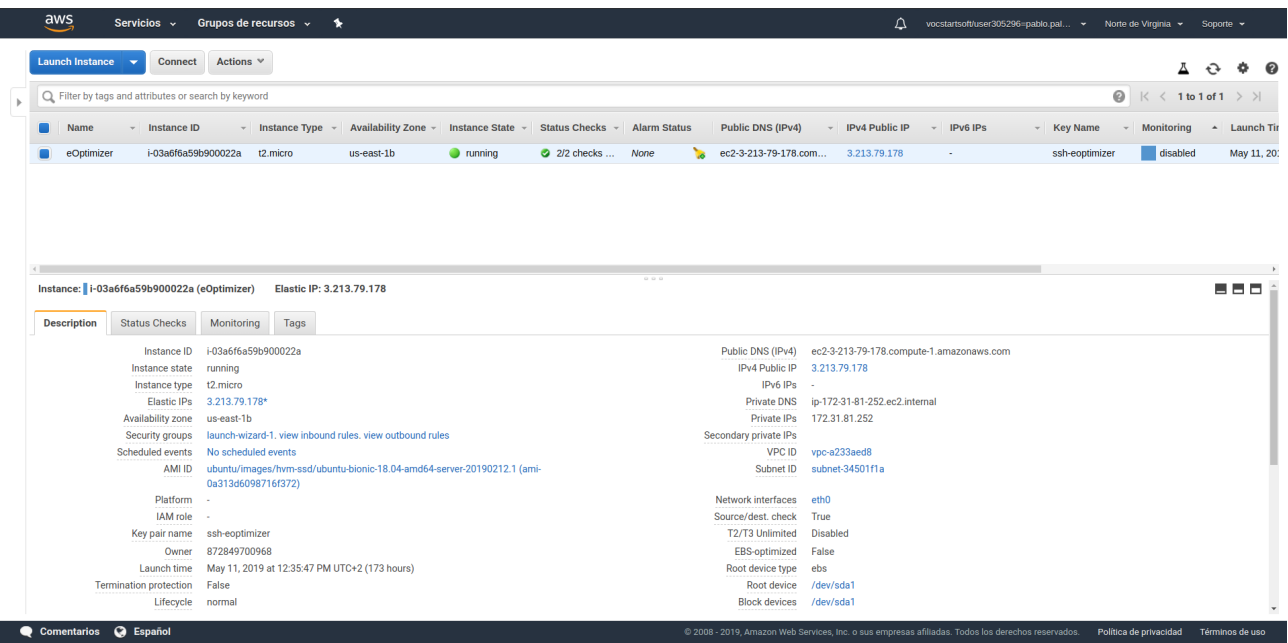 aws Servicios Grupos de recursos vocstartsoft/user305296=pablo.pal... Norte de Virginia Soporte
Launch Instance Connect Actions
Filter by tags and attributes or search by keyword 1 to 1 of 1
Name Instance ID Instance Type Availability Zone Instance State Status Checks Alarm Status Public DNS (IPv4) IPv4 Public IP IPv6 IPs Key Name Monitoring Launch Tir
eOptimizer i-03a6f6a59b900022a t2.micro us-east-1b running 2/2 checks ... None ec2-3-213-79-178.com... 3.213.79.178 - ssh-eoptimizer disabled May 11, 201
Instance: i-03a6f6a59b900022a (eOptimizer) Elastic IP: 3.213.79.178
Description Status Checks Monitoring Tags
Instance ID i-03a6f6a59b900022a Public DNS (IPv4) ec2-3-213-79-178.compute-1.amazonaws.com
Instance state running IPv4 Public IP 3.213.79.178
Instance type t2.micro IPv6 IPs -
Elastic IPs 3.213.79.178* Private DNS ip-172-31-81-252.ec2.internal
Availability zone us-east-1b Private IPs 172.31.81.252
Security groups launch-wizard-1. view inbound rules. view outbound rules Secondary private IPs
Scheduled events No scheduled events VPC ID vpc-a233aed8
AMI ID ubuntu/images/hvm-ssd/ubuntu-bionic-18.04-amd64-server-20190212.1 (ami- Subnet ID subnet-34501f1a
0a313d6098716f372)
Platform - Network interfaces eth0
IAM role - Source/dest. check True
Key pair name ssh-eoptimizer T2/T3 Unlimited Disabled
Owner 872849700968 EBS-optimized False
Launch time May 11, 2019 at 12:35:47 PM UTC+2 (173 hours) Root device type ebs
Termination protection False Root device /dev/sda1
Lifecycle normal Block devices /dev/sda1
Comentarios Español © 2008 - 2019, Amazon Web Services, Inc. o sus empresas afiliadas. Todos los derechos reservados. Política de privacidad Términos de uso